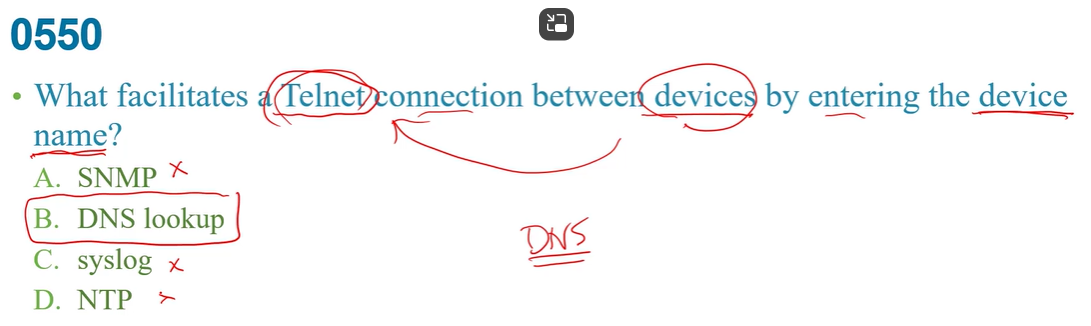 0550
• What facilitates a Telnet connection between devices by entering the device
name?
A. SNMP x
B. DNS lookup
DNS
C. syslog x
D. NTP x